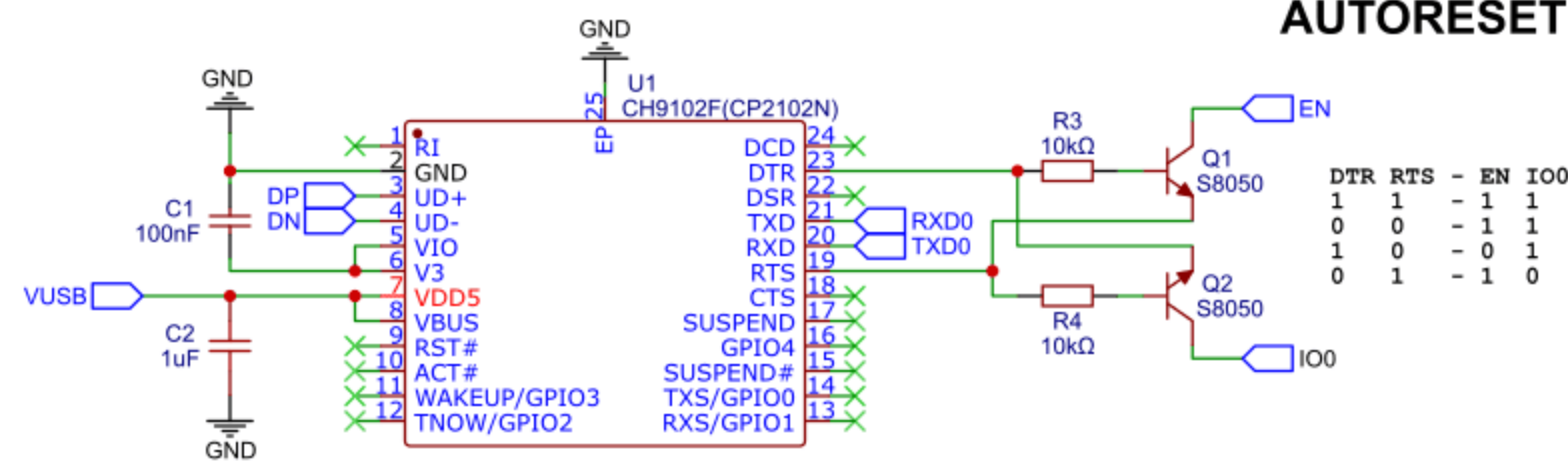 AUTORESET
GND
GND
U1
CH9102F(CP2102N)
25
EP
C1
100nF
DP
DN
VUSB
C2
1uF
GND
1 RI
2 GND
3 UD+
4 UD-
5 VIO
6 V3
7 VDD5
8 VBUS
9 RST#
10 ACT#
11 WAKEUP/GPIO3
12 TNOW/GPIO2
DCD 24
DTR 23
DSR 22
TXD 21
RXD 20
RTS 19
CTS 18
SUSPEND 17
GPIO4 16
SUSPEND# 15
TXS/GPIO0 14
RXS/GPIO1 13
RXD0
TXD0
R3
10kΩ
Q1
S8050
EN
R4
10kΩ
Q2
S8050
IO0
DTR RTS - EN IO0
1 1 - 1 1
0 0 - 1 1
1 0 - 0 1
0 1 - 1 0